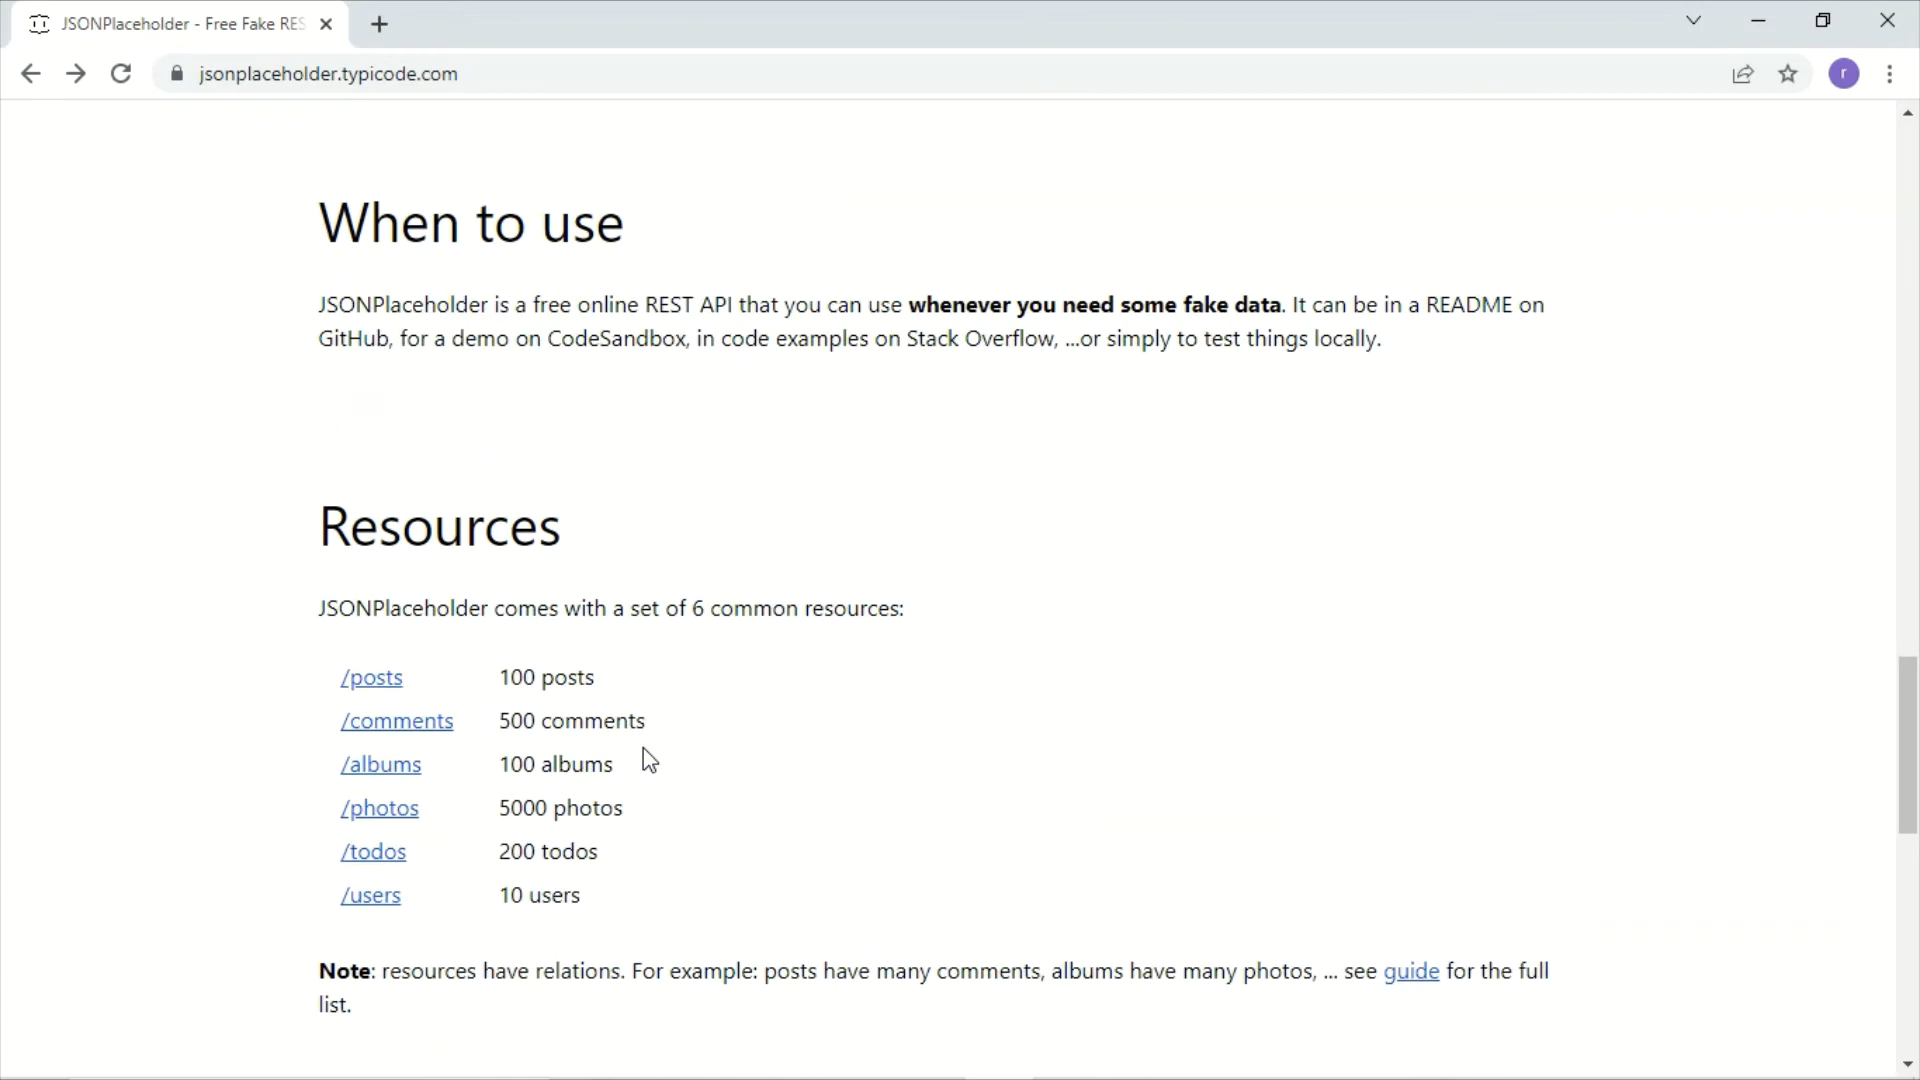 JSONPlaceholder - Free Fake RES
jsonplaceholder.typicode.com
r
When to use
JSONPlaceholder is a free online REST API that you can use whenever you need some fake data. It can be in a README on
GitHub, for a demo on CodeSandbox, in code examples on Stack Overflow, ...or simply to test things locally.
Resources
JSONPlaceholder comes with a set of 6 common resources:
/posts 100 posts
/comments 500 comments
/albums 100 albums
/photos 5000 photos
/todos 200 todos
/users 10 users
Note: resources have relations. For example: posts have many comments, albums have many photos, ... see guide for the full
list.